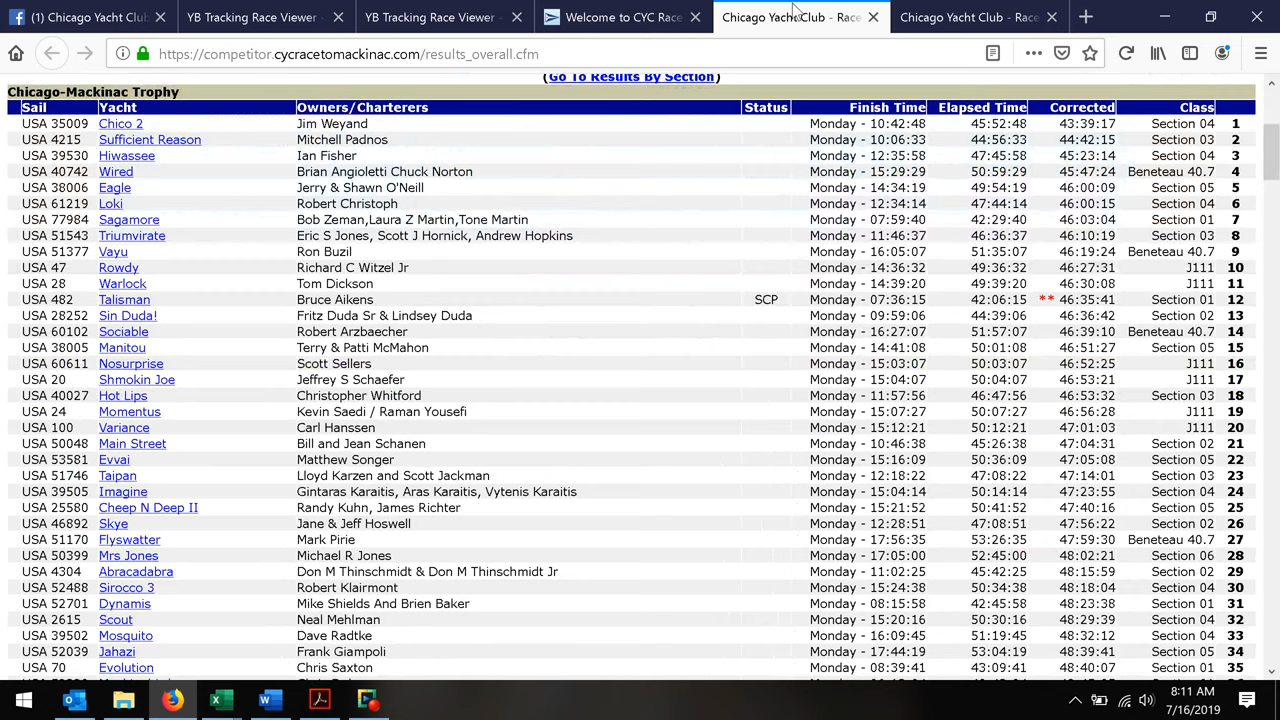 (1) Chicago Yacht Club
YB Tracking Race Viewer -
YB Tracking Race Viewer -
Welcome to CYC Race
Chicago Yacht Club - Race
Chicago Yacht Club - Race
https://competitor.cycracetomackinac.com/results_overall.cfm
(Go To Results By Section)
Chicago-Mackinac Trophy
Sail Yacht Owners/Charterers Status Finish Time Elapsed Time Corrected Class
USA 35009 Chico 2 Jim Weyand Monday - 10:42:48 45:52:48 43:39:17 Section 04 1
USA 4215 Sufficient Reason Mitchell Padnos Monday - 10:06:33 44:56:33 44:42:15 Section 03 2
USA 39530 Hiwassee Ian Fisher Monday - 12:35:58 47:45:58 45:23:14 Section 04 3
USA 40742 Wired Brian Angioletti Chuck Norton Monday - 15:29:29 50:59:29 45:47:24 Beneteau 40.7 4
USA 38006 Eagle Jerry & Shawn O'Neill Monday - 14:34:19 49:54:19 46:00:09 Section 05 5
USA 61219 Loki Robert Christoph Monday - 12:34:14 47:44:14 46:00:15 Section 04 6
USA 77984 Sagamore Bob Zeman,Laura Z Martin,Tone Martin Monday - 07:59:40 42:29:40 46:03:04 Section 01 7
USA 51543 Triumvirate Eric S Jones, Scott J Hornick, Andrew Hopkins Monday - 11:46:37 46:36:37 46:10:19 Section 03 8
USA 51377 Vayu Ron Buzil Monday - 16:05:07 51:35:07 46:19:24 Beneteau 40.7 9
USA 47 Rowdy Richard C Witzel Jr Monday - 14:36:32 49:36:32 46:27:31 J111 10
USA 28 Warlock Tom Dickson Monday - 14:39:20 49:39:20 46:30:08 J111 11
USA 482 Talisman Bruce Aikens SCP Monday - 07:36:15 42:06:15 ** 46:35:41 Section 01 12
USA 28252 Sin Duda! Fritz Duda Sr & Lindsey Duda Monday - 09:59:06 44:39:06 46:36:42 Section 02 13
USA 60102 Sociable Robert Arzbaecher Monday - 16:27:07 51:57:07 46:39:10 Beneteau 40.7 14
USA 38005 Manitou Terry & Patti McMahon Monday - 14:41:08 50:01:08 46:51:27 Section 05 15
USA 60611 Nosurprise Scott Sellers Monday - 15:03:07 50:03:07 46:52:25 J111 16
USA 20 Shmokin Joe Jeffrey S Schaefer Monday - 15:04:07 50:04:07 46:53:21 J111 17
USA 40027 Hot Lips Christopher Whitford Monday - 11:57:56 46:47:56 46:53:32 Section 03 18
USA 24 Momentus Kevin Saedi / Raman Yousefi Monday - 15:07:27 50:07:27 46:56:28 J111 19
USA 100 Variance Carl Hanssen Monday - 15:12:21 50:12:21 47:01:03 J111 20
USA 50048 Main Street Bill and Jean Schanen Monday - 10:46:38 45:26:38 47:04:31 Section 02 21
USA 53581 Evvai Matthew Songer Monday - 15:16:09 50:36:09 47:05:08 Section 05 22
USA 51746 Taipan Lloyd Karzen and Scott Jackman Monday - 12:18:22 47:08:22 47:14:01 Section 03 23
USA 39505 Imagine Gintaras Karaitis, Aras Karaitis, Vytenis Karaitis Monday - 15:04:14 50:14:14 47:23:55 Section 04 24
USA 25580 Cheep N Deep II Randy Kuhn, James Richter Monday - 15:21:52 50:41:52 47:40:16 Section 05 25
USA 46892 Skye Jane & Jeff Hoswell Monday - 12:28:51 47:08:51 47:56:22 Section 02 26
USA 51170 Flyswatter Mark Pirie Monday - 17:56:35 53:26:35 47:59:30 Beneteau 40.7 27
USA 50399 Mrs Jones Michael R Jones Monday - 17:05:00 52:45:00 48:02:21 Section 06 28
USA 4304 Abracadabra Don M Thinschmidt & Don M Thinschmidt Jr Monday - 11:02:25 45:42:25 48:15:59 Section 02 29
USA 52488 Sirocco 3 Robert Klairmont Monday - 15:24:38 50:34:38 48:18:04 Section 04 30
USA 52701 Dynamis Mike Shields And Brien Baker Monday - 08:15:58 42:45:58 48:23:38 Section 01 31
USA 2615 Scout Neal Mehlman Monday - 15:20:16 50:30:16 48:29:39 Section 04 32
USA 39502 Mosquito Dave Radtke Monday - 16:09:45 51:19:45 48:32:12 Section 04 33
USA 52039 Jahazi Frank Giampoli Monday - 17:44:19 53:04:19 48:39:41 Section 05 34
USA 70 Evolution Chris Saxton Monday - 08:39:41 43:09:41 48:40:07 Section 01 35
8:11 AM
7/16/2019